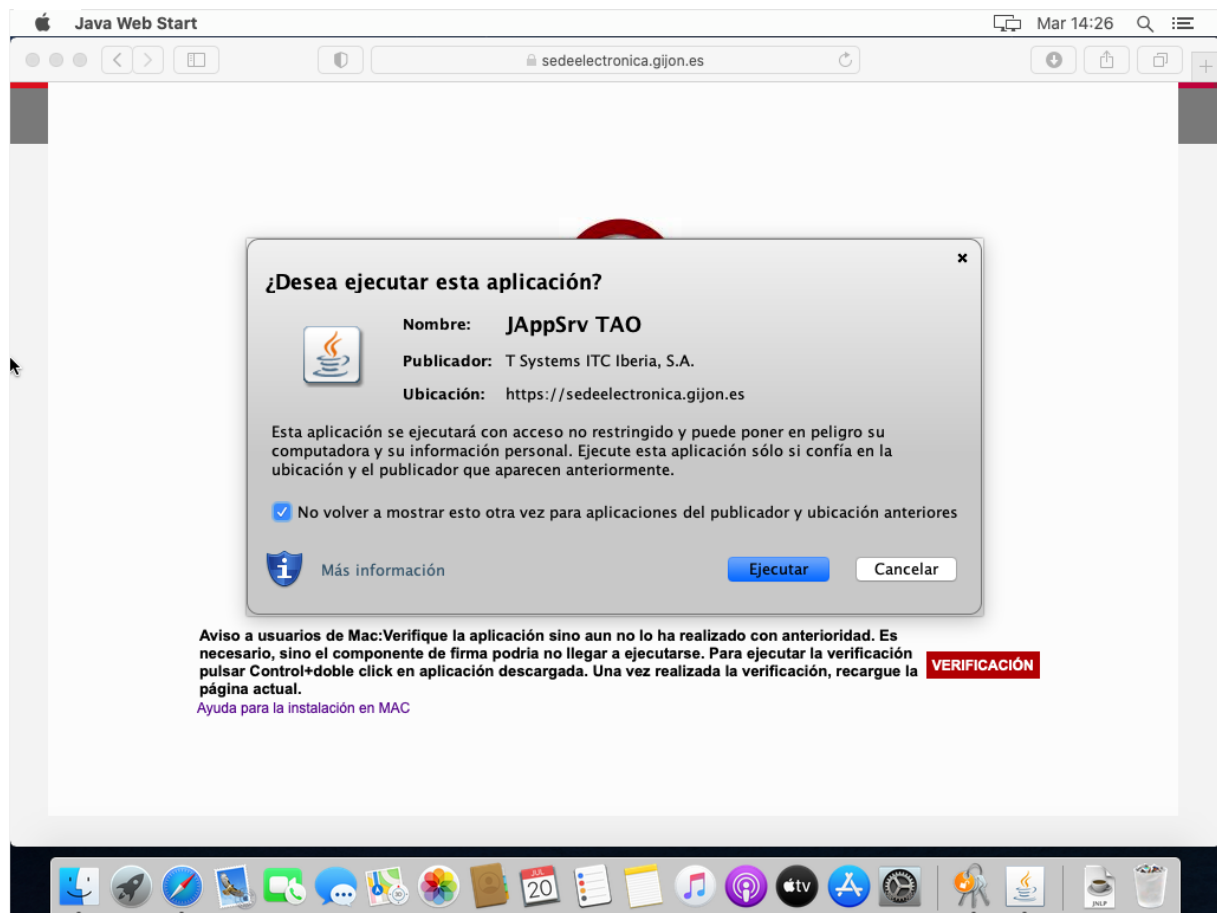 Java Web Start
Mar 14:26
sedeelectronica.gijon.es
¿Desea ejecutar esta aplicación?
Nombre: JAppSrv TAO
Publicador: T Systems ITC Iberia, S.A.
Ubicación: https://sedeelectronica.gijon.es
Esta aplicación se ejecutará con acceso no restringido y puede poner en peligro su
computadora y su información personal. Ejecute esta aplicación sólo si confía en la
ubicación y el publicador que aparecen anteriormente.
No volver a mostrar esto otra vez para aplicaciones del publicador y ubicación anteriores
Más información
Ejecutar
Cancelar
Aviso a usuarios de Mac:Verifique la aplicación sino aun no lo ha realizado con anterioridad. Es
necesario, sino el componente de firma podria no llegar a ejecutarse. Para ejecutar la verificación
pulsar Control+doble click en aplicación descargada. Una vez realizada la verificación, recargue la
página actual.
VERIFICACIÓN
Ayuda para la instalación en MAC
JUL
20
tv
JNLP